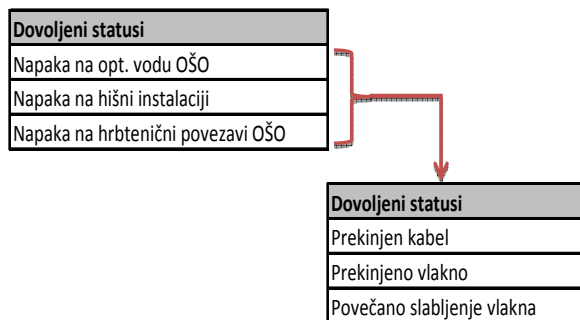 Dovoljeni statusi
Napaka na opt. vodu OŠO
Napaka na hišni instalaciji
Napaka na hrbtenični povezavi OŠO
Dovoljeni statusi
Prekinjen kabel
Prekinjeno vlakno
Povečano slabljenje vlakna